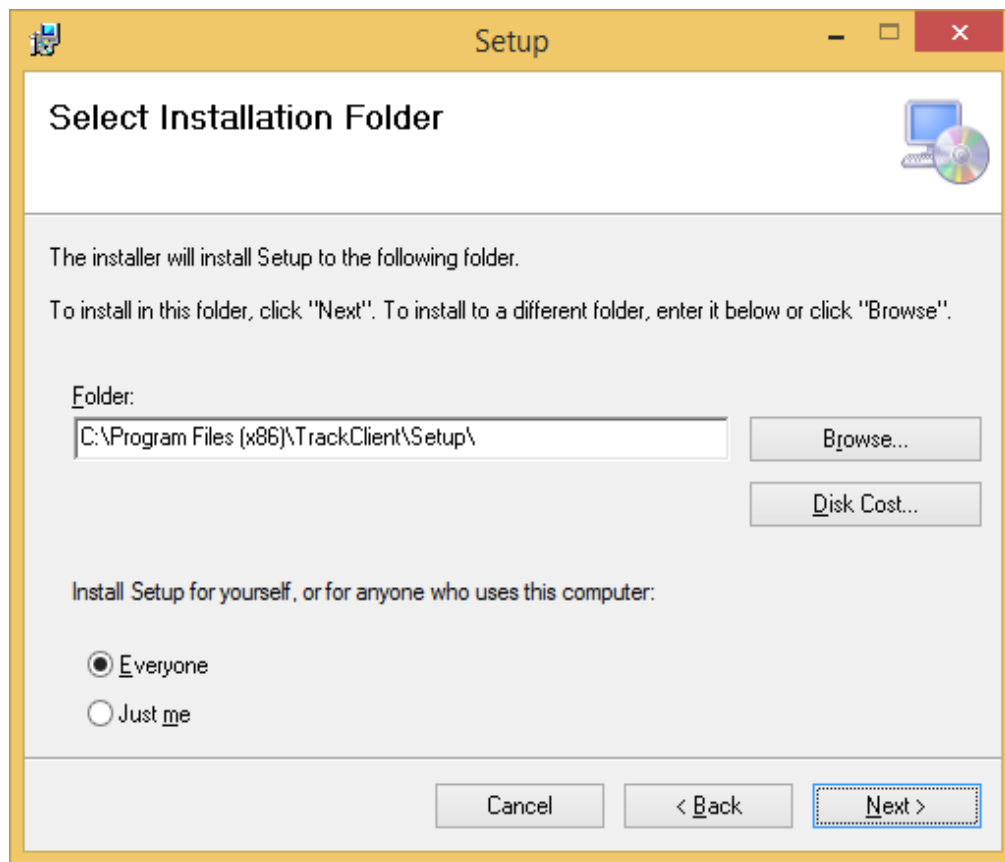 Setup
Select Installation Folder
The installer will install Setup to the following folder.
To install in this folder, click "Next". To install to a different folder, enter it below or click "Browse".
Folder:
C:\Program Files (x86)\TrackClient\Setup\
Browse...
Disk Cost...
Install Setup for yourself, or for anyone who uses this computer:
Everyone
Just me
Cancel
< Back
Next >